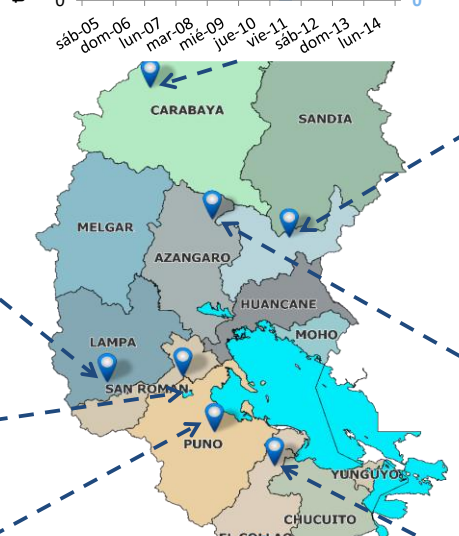 0 0
sáb-05
dom-06
lun-07
mar-08
mié-09
jue-10
vie-11
sáb-12
dom-13
lun-14
CARABAYA
SANDIA
MELGAR
AZANGARO
HUANCANE
MOHO
LAMPA
SAN ROMAN
PUNO
YUNGUYO
CHUCUITO
EL COLLAO